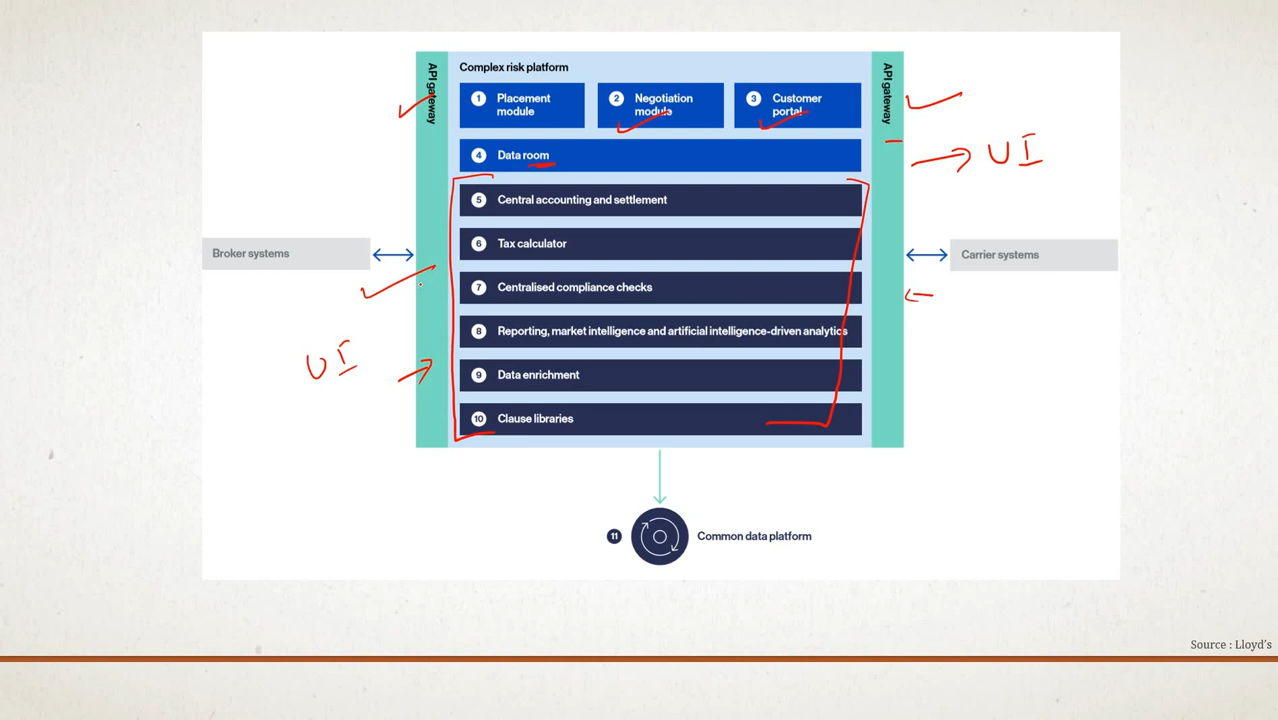 Complex risk platform
API gateway
API gateway
1 Placement
module
2 Negotiation
module
3 Customer
portal
4 Data room
UI
5 Central accounting and settlement
6 Tax calculator
Broker systems
Carrier systems
7 Centralised compliance checks
8 Reporting, market intelligence and artificial intelligence-driven analytics
UI
9 Data enrichment
10 Clause libraries
11 Common data platform
Source : Lloyd's